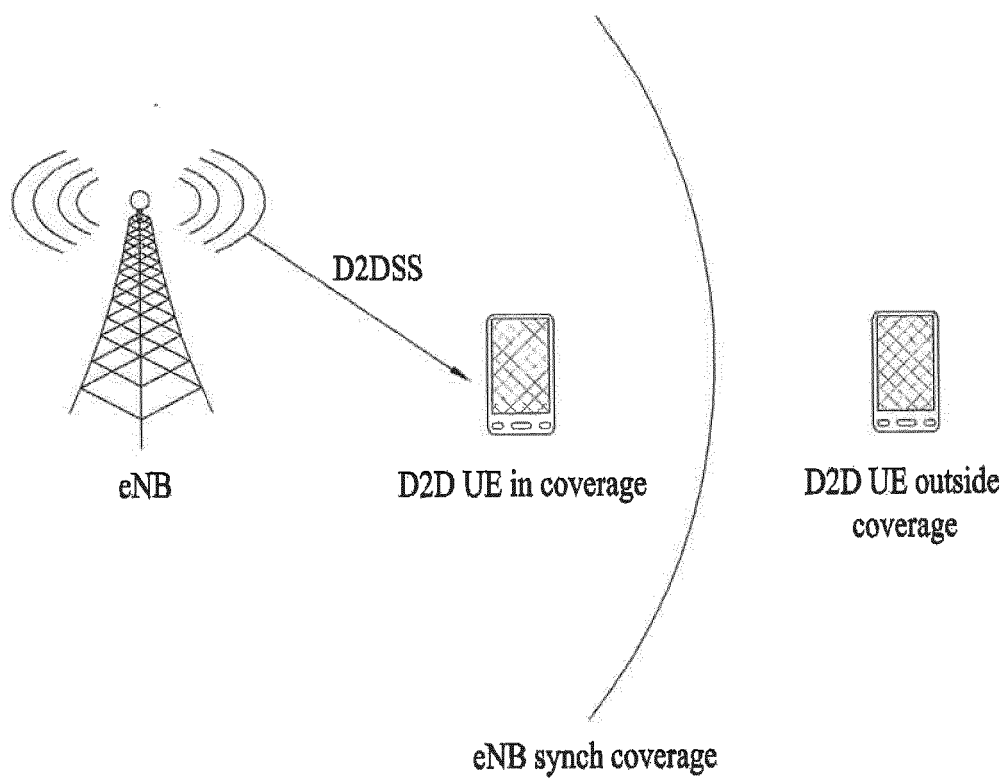 D2DSS
eNB
D2D UE in coverage
D2D UE outside
coverage
eNB synch coverage